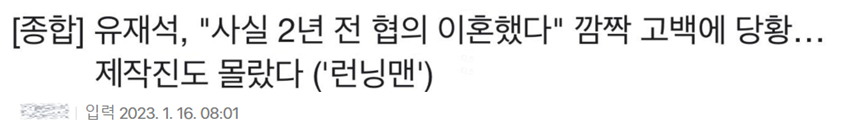 [종합] 유재석, "사실 2년 전 협의 이혼했다" 깜짝 고백에 당황…
제작진도 몰랐다 ('런닝맨')
입력 2023. 1. 16. 08:01